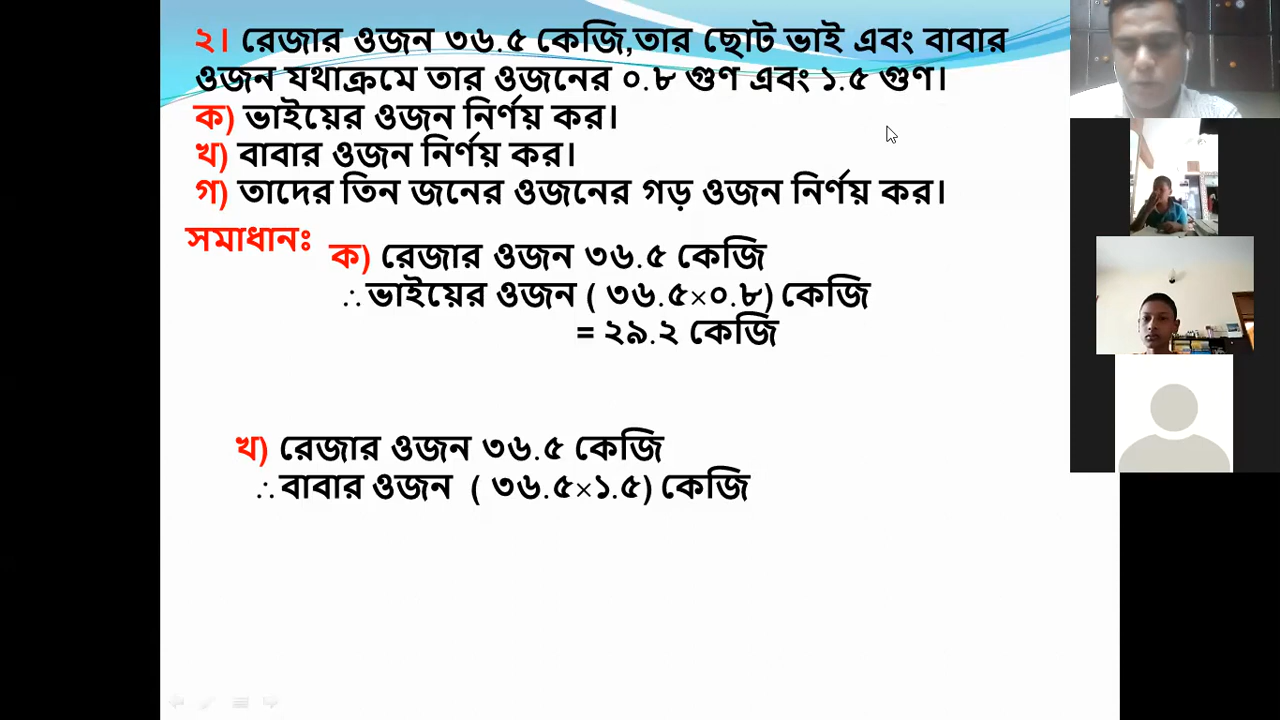 ২। রেজার ওজন ৩৬.৫ কেজি,তার ছোট ভাই এবং বাবার
ওজন যথাক্রমে তার ওজনের ০.৮ গুণ এবং ১.৫ গুণ।
ক) ভাইয়ের ওজন নির্ণয় কর।
খ) বাবার ওজন নির্ণয় কর।
গ) তাদের তিন জনের ওজনের গড় ওজন নির্ণয় কর।
সমাধানঃ
ক) রেজার ওজন ৩৬.৫ কেজি
∴ ভাইয়ের ওজন ( ৩৬.৫×০.৮) কেজি
= ২৯.২ কেজি
খ) রেজার ওজন ৩৬.৫ কেজি
∴ বাবার ওজন ( ৩৬.৫×১.৫) কেজি